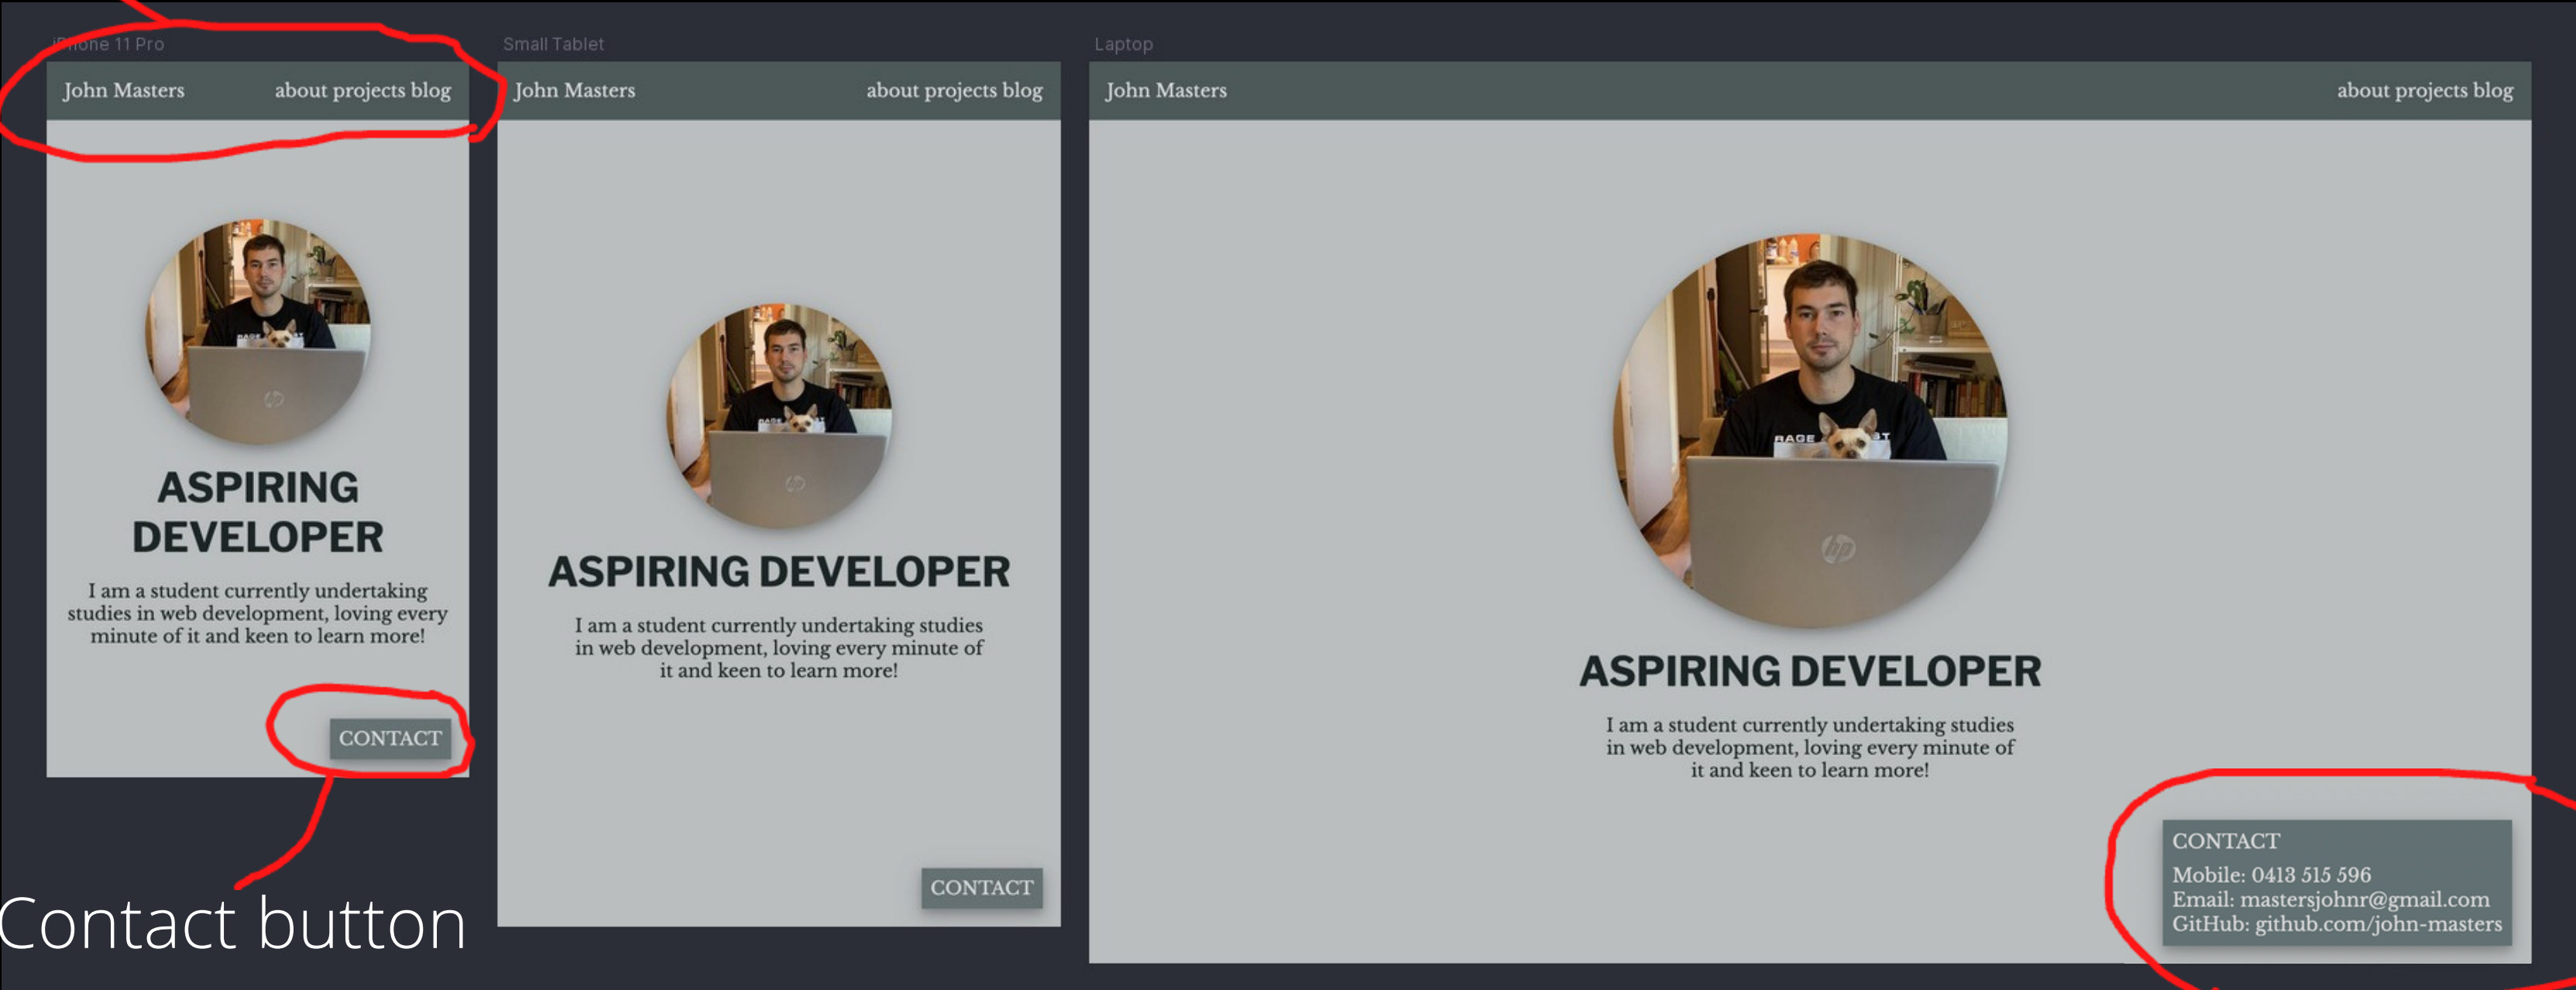 iPhone 11 Pro
John Masters
about projects blog
ASPIRING
DEVELOPER
I am a student currently undertaking
studies in web development, loving every
minute of it and keen to learn more!
CONTACT
Contact button
Small Tablet
John Masters
about projects blog
ASPIRING DEVELOPER
I am a student currently undertaking studies
in web development, loving every minute of
it and keen to learn more!
CONTACT
Laptop
John Masters
about projects blog
RAGE
hp
ASPIRING DEVELOPER
I am a student currently undertaking studies
in web development, loving every minute of
it and keen to learn more!
CONTACT
Mobile: 0413 515 596
Email: mastersjohnr@gmail.com
GitHub: github.com/john-masters